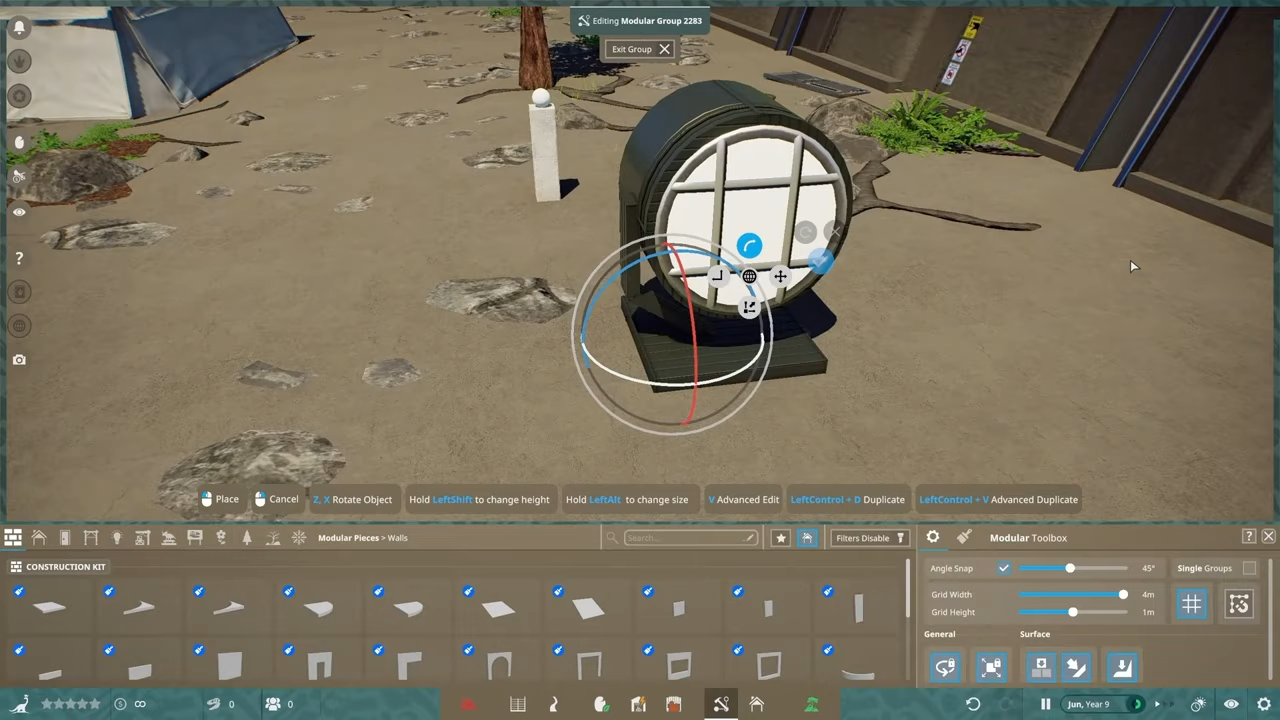 Editing Modular Group 2283
Exit Group
Place
Cancel
Z, X Rotate Object
Hold LeftShift to change height
Hold LeftAlt to change size
V Advanced Edit
LeftControl + D Duplicate
LeftControl + V Advanced Duplicate
Modular Pieces > Walls
Search...
Filters Disable
Modular Toolbox
?
CONSTRUCTION KIT
Angle Snap
45°
Single Groups
Grid Width
4m
Grid Height
1m
General
Surface
∞
0
0
Jun, Year 9